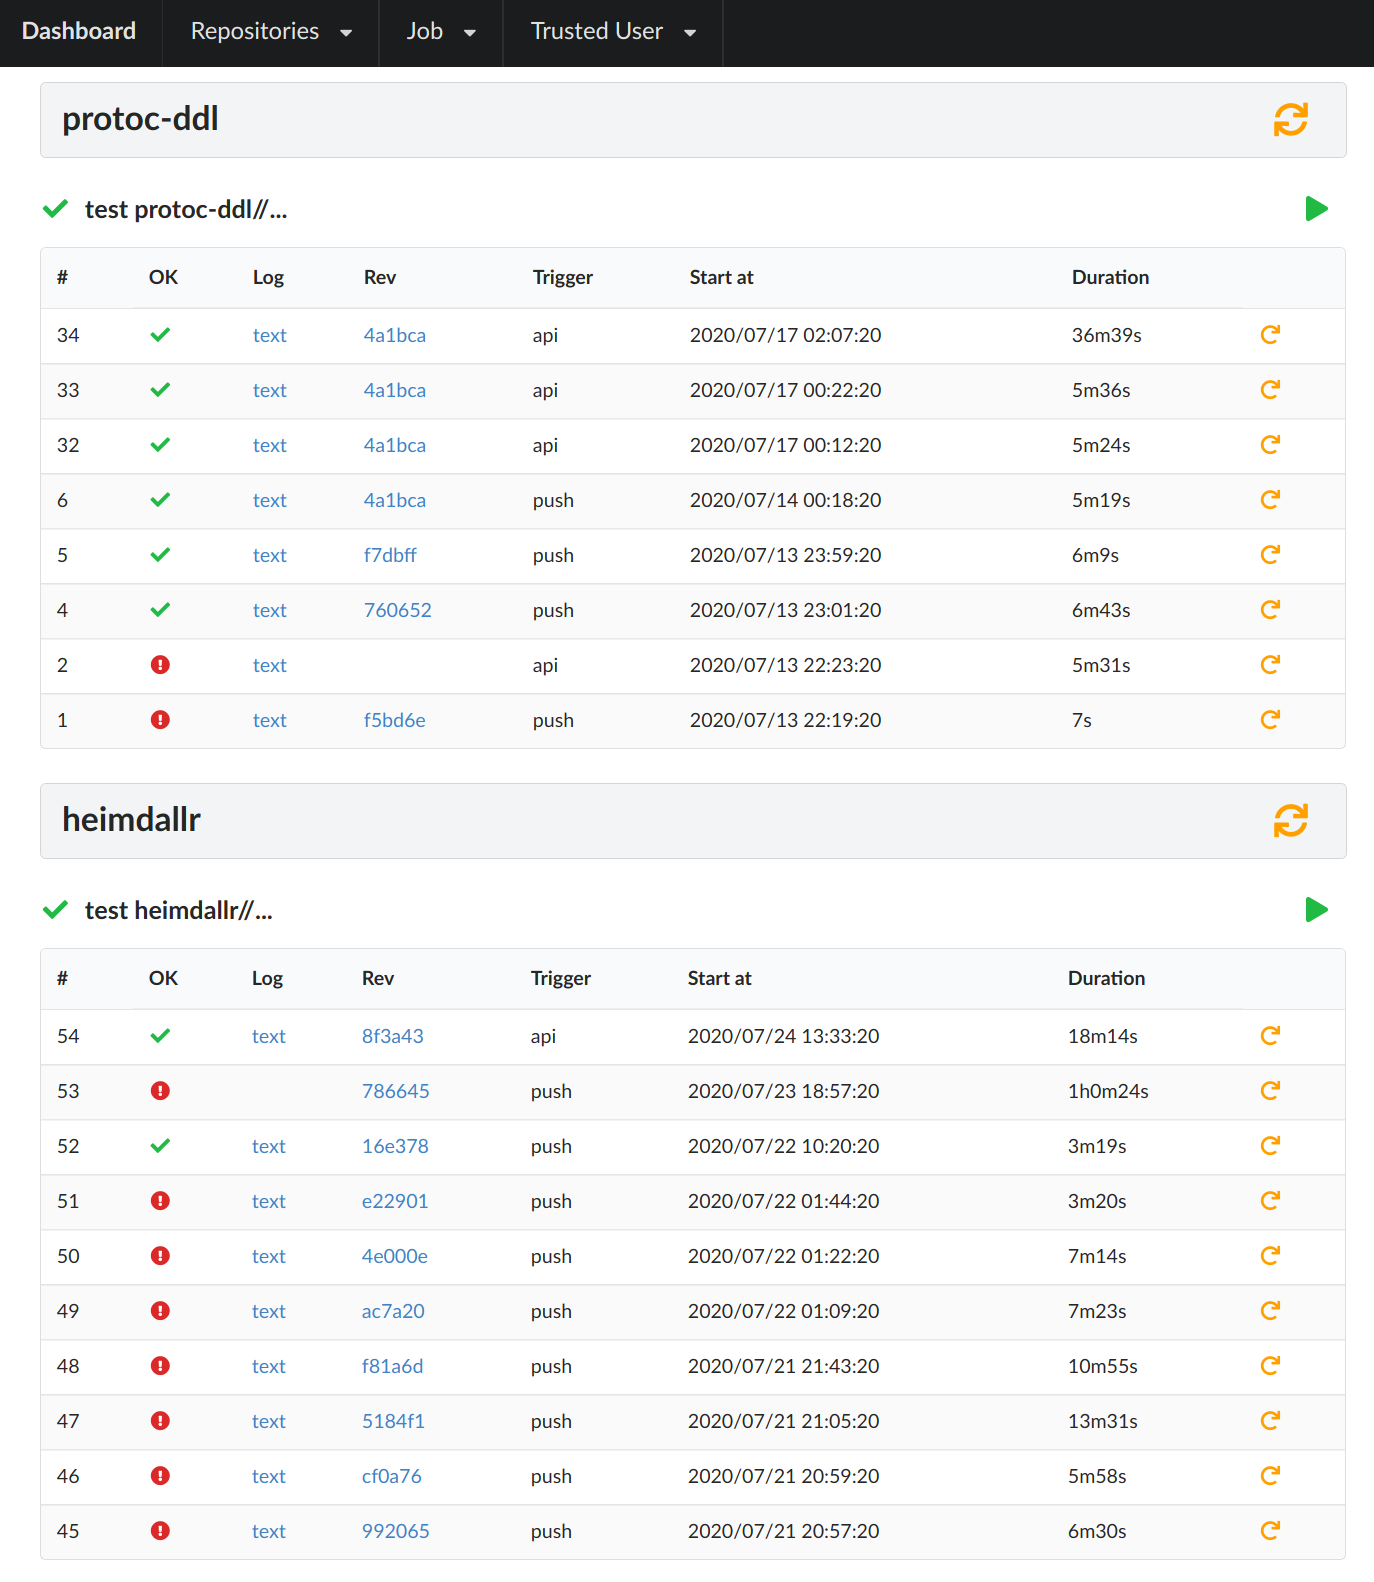 Dashboard Repositories Job Trusted User
protoc-ddl
test protoc-ddl//...
# OK Log Rev Trigger Start at Duration
34 text 4a1bca api 2020/07/17 02:07:20 36m39s
33 text 4a1bca api 2020/07/17 00:22:20 5m36s
32 text 4a1bca api 2020/07/17 00:12:20 5m24s
6 text 4a1bca push 2020/07/14 00:18:20 5m19s
5 text f7dbff push 2020/07/13 23:59:20 6m9s
4 text 760652 push 2020/07/13 23:01:20 6m43s
2 text api 2020/07/13 22:23:20 5m31s
1 text f5bd6e push 2020/07/13 22:19:20 7s
heimdallr
test heimdallr//...
# OK Log Rev Trigger Start at Duration
54 text 8f3a43 api 2020/07/24 13:33:20 18m14s
53 786645 push 2020/07/23 18:57:20 1h0m24s
52 text 16e378 push 2020/07/22 10:20:20 3m19s
51 text e22901 push 2020/07/22 01:44:20 3m20s
50 text 4e000e push 2020/07/22 01:22:20 7m14s
49 text ac7a20 push 2020/07/22 01:09:20 7m23s
48 text f81a6d push 2020/07/21 21:43:20 10m55s
47 text 5184f1 push 2020/07/21 21:05:20 13m31s
46 text cf0a76 push 2020/07/21 20:59:20 5m58s
45 text 992065 push 2020/07/21 20:57:20 6m30s